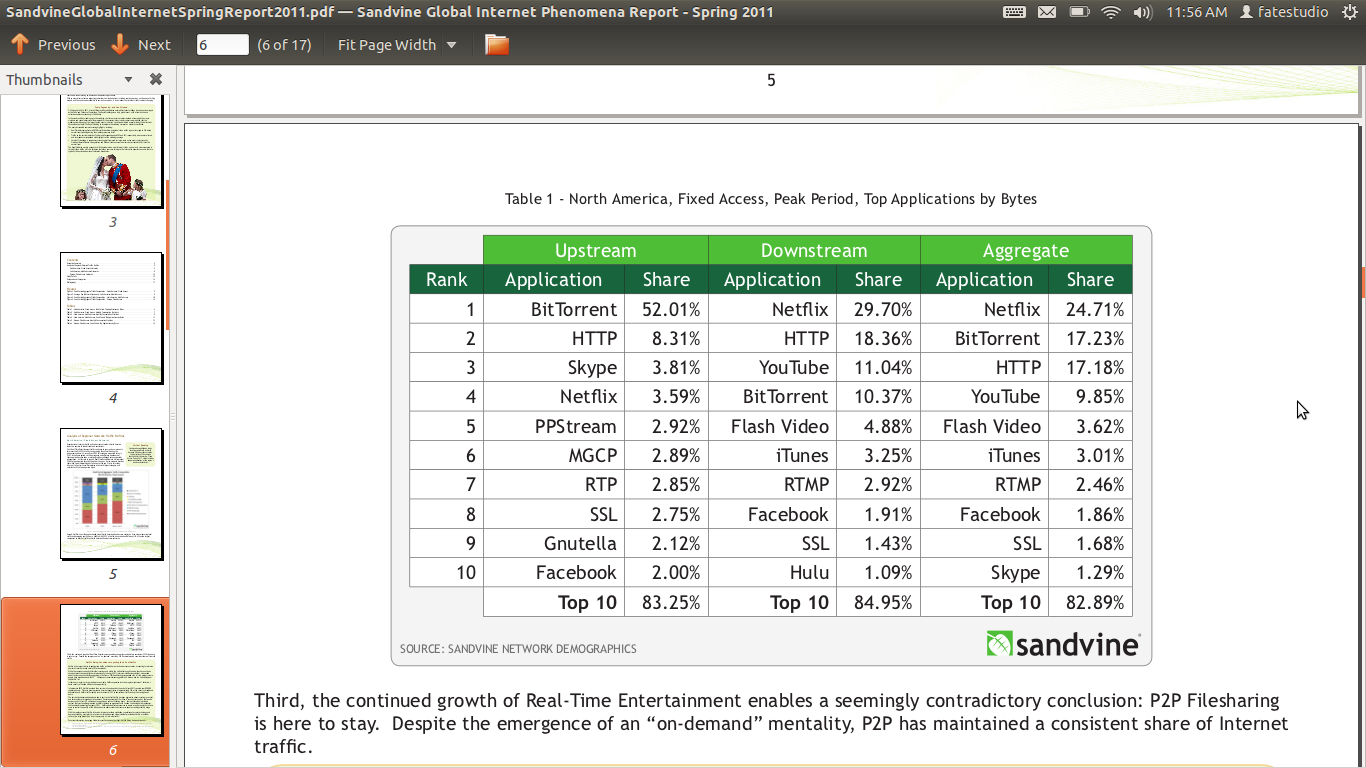 SandvineGlobalInternetSpringReport2011.pdf — Sandvine Global Internet Phenomena Report - Spring 2011 11:56 AM fatestudio
Previous Next 6 (6 of 17) Fit Page Width
Thumbnails
3
4
5
6
5
Table 1 - North America, Fixed Access, Peak Period, Top Applications by Bytes
Upstream Downstream Aggregate
Rank Application Share Application Share Application Share
1 BitTorrent 52.01% Netflix 29.70% Netflix 24.71%
2 HTTP 8.31% HTTP 18.36% BitTorrent 17.23%
3 Skype 3.81% YouTube 11.04% HTTP 17.18%
4 Netflix 3.59% BitTorrent 10.37% YouTube 9.85%
5 PPStream 2.92% Flash Video 4.88% Flash Video 3.62%
6 MGCP 2.89% iTunes 3.25% iTunes 3.01%
7 RTP 2.85% RTMP 2.92% RTMP 2.46%
8 SSL 2.75% Facebook 1.91% Facebook 1.86%
9 Gnutella 2.12% SSL 1.43% SSL 1.68%
10 Facebook 2.00% Hulu 1.09% Skype 1.29%
Top 10 83.25% Top 10 84.95% Top 10 82.89%
SOURCE: SANDVINE NETWORK DEMOGRAPHICS
sandvine
Third, the continued growth of Real-Time Entertainment enables a seemingly contradictory conclusion: P2P Filesharing
is here to stay.  Despite the emergence of an “on-demand” mentality, P2P has maintained a consistent share of Internet
traffic.